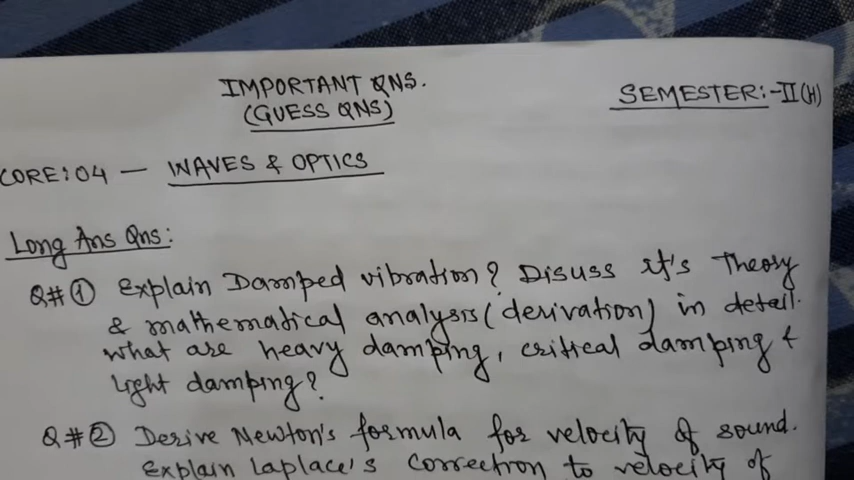 IMPORTANT QNS.
(GUESS QNS)
SEMESTER:-II(H)
CORE:04 — WAVES & OPTICS
Long Ans Qns:
Q#① Explain Damped vibration? Disuss it's Theory
& mathematical analysis (derivation) in detail.
what are heavy damping, critical damping &
light damping?
Q#② Derive Newton's formula for velocity of sound.
Explain Laplace's correction to velocity of